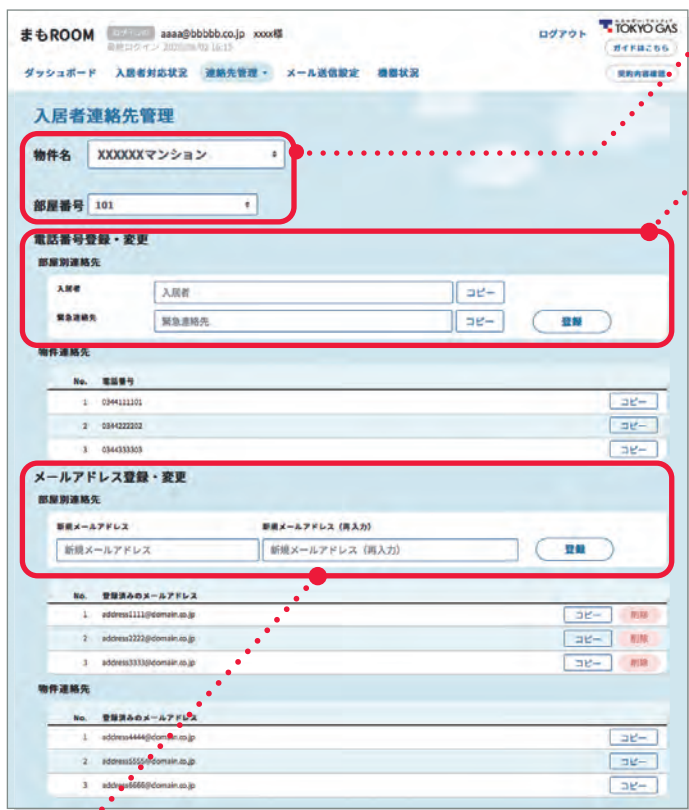 まもROOM
aaaa@bbbbb.co.jp xxxx様
ログアウト
TOKYO GAS
ガイドはこちら
契約内容確認
ダッシュボード 入居者対応状況 連絡先管理 メール送信設定 機器状況
入居者連絡先管理
物件名 XXXXXXマンション
部屋番号 101
電話番号登録・変更
部屋別連絡先
入居者 入居者 コピー
緊急連絡先 緊急連絡先 コピー 登録
物件連絡先
No. 電話番号
1 0344111101 コピー
2 0344222202 コピー
3 0344333303 コピー
メールアドレス登録・変更
部屋別連絡先
新規メールアドレス 新規メールアドレス（再入力）
新規メールアドレス 新規メールアドレス（再入力） 登録
No. 登録済みのメールアドレス
1 address1111@domain.co.jp コピー 削除
2 address2222@domain.co.jp コピー 削除
3 address3333@domain.co.jp コピー 削除
物件連絡先
No. 登録済みのメールアドレス
1 address4444@domain.co.jp コピー
2 address5555@domain.co.jp コピー
3 address6666@domain.co.jp コピー